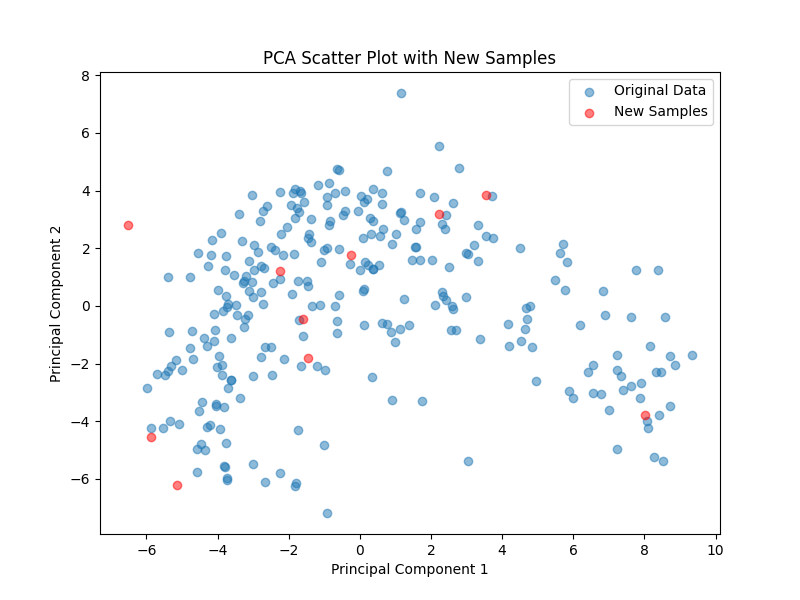 PCA Scatter Plot with New Samples
Original Data
New Samples
Principal Component 2
8
6
4
2
0
−2
−4
−6
−6 −4 −2 0 2 4 6 8 10
Principal Component 1